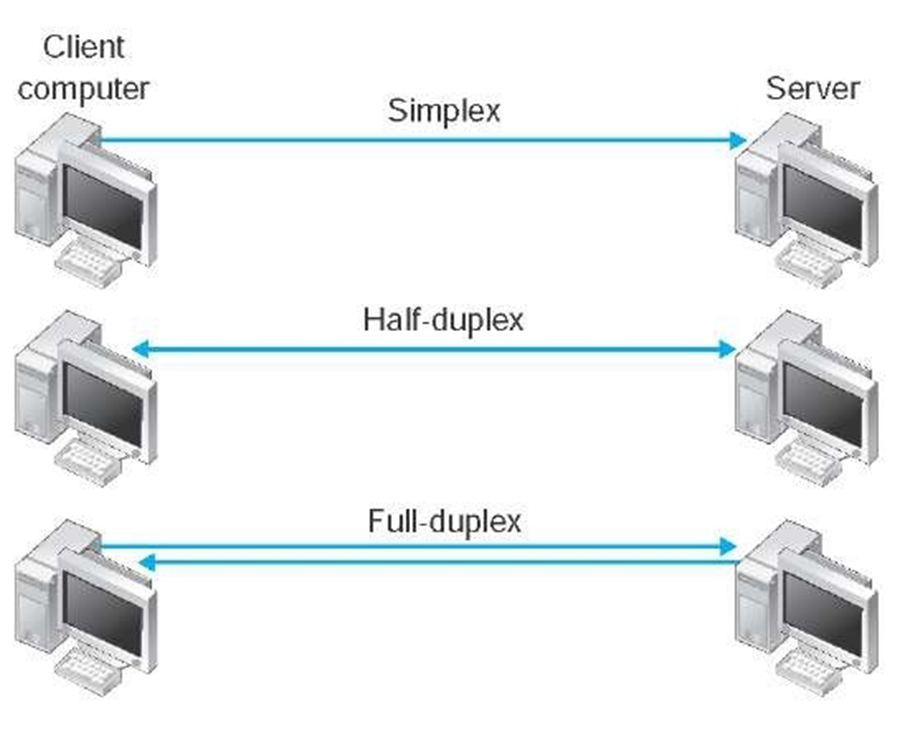 Client
computer
Server
Simplex
Half-duplex
Full-duplex